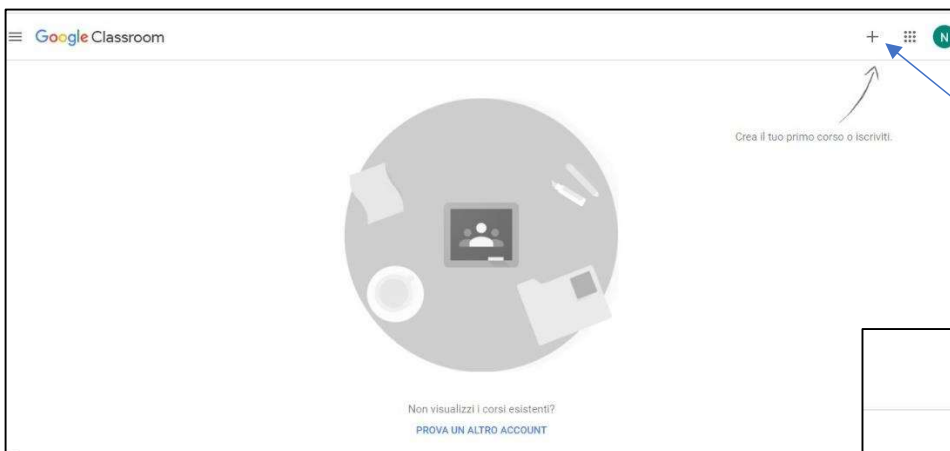 Google Classroom
+
N
Crea il tuo primo corso o iscriviti.
Non visualizzi i corsi esistenti?
PROVA UN ALTRO ACCOUNT